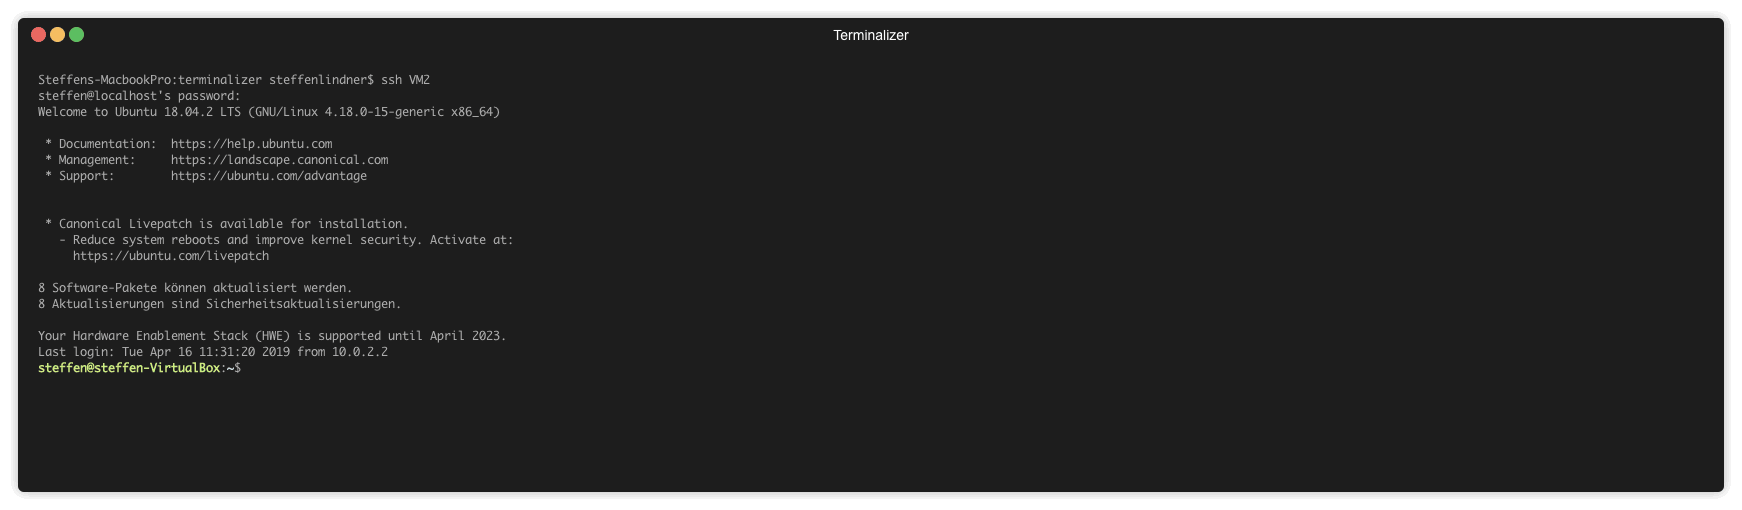 Terminalizer
Steffens-MacbookPro:terminalizer steffenlindner$ ssh VM2
steffen@localhost's password:
Welcome to Ubuntu 18.04.2 LTS (GNU/Linux 4.18.0-15-generic x86_64)
* Documentation:  https://help.ubuntu.com
* Management:     https://landscape.canonical.com
* Support:        https://ubuntu.com/advantage
* Canonical Livepatch is available for installation.
- Reduce system reboots and improve kernel security. Activate at:
https://ubuntu.com/livepatch
8 Software-Pakete können aktualisiert werden.
8 Aktualisierungen sind Sicherheitsaktualisierungen.
Your Hardware Enablement Stack (HWE) is supported until April 2023.
Last login: Tue Apr 16 11:31:20 2019 from 10.0.2.2
steffen@steffen-VirtualBox:~$